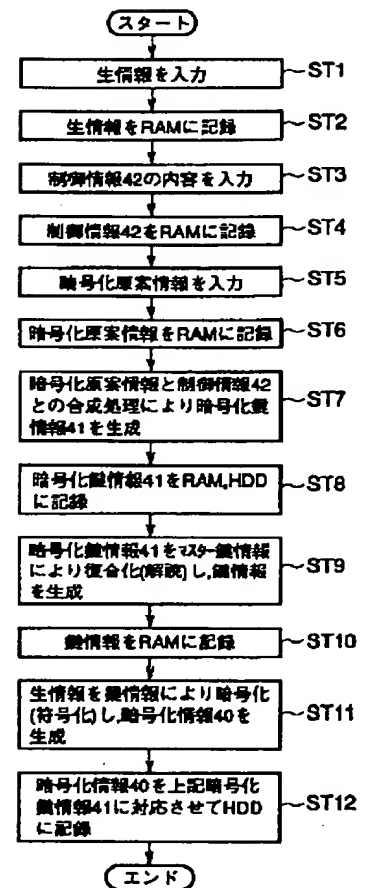 スタート
生情報を入力
ST1
生情報をRAMに記録
ST2
制御情報42の内容を入力
ST3
制御情報42をRAMに記録
ST4
暗号化原案情報を入力
ST5
暗号化原案情報をRAMに記録
ST6
暗号化原案情報と制御情報42
との合成処理により暗号化鍵
情報41を生成
ST7
暗号化鍵情報41をRAM,HDD
に記録
ST8
暗号化鍵情報41をマスター鍵情報
により復合化(解読)し,鍵情報
を生成
ST9
鍵情報をRAMに記録
ST10
生情報を鍵情報により暗号化
(符号化)し,暗号化情報40を
生成
ST11
暗号化情報40を上記暗号化
鍵情報41に対応させてHDD
に記録
ST12
エンド